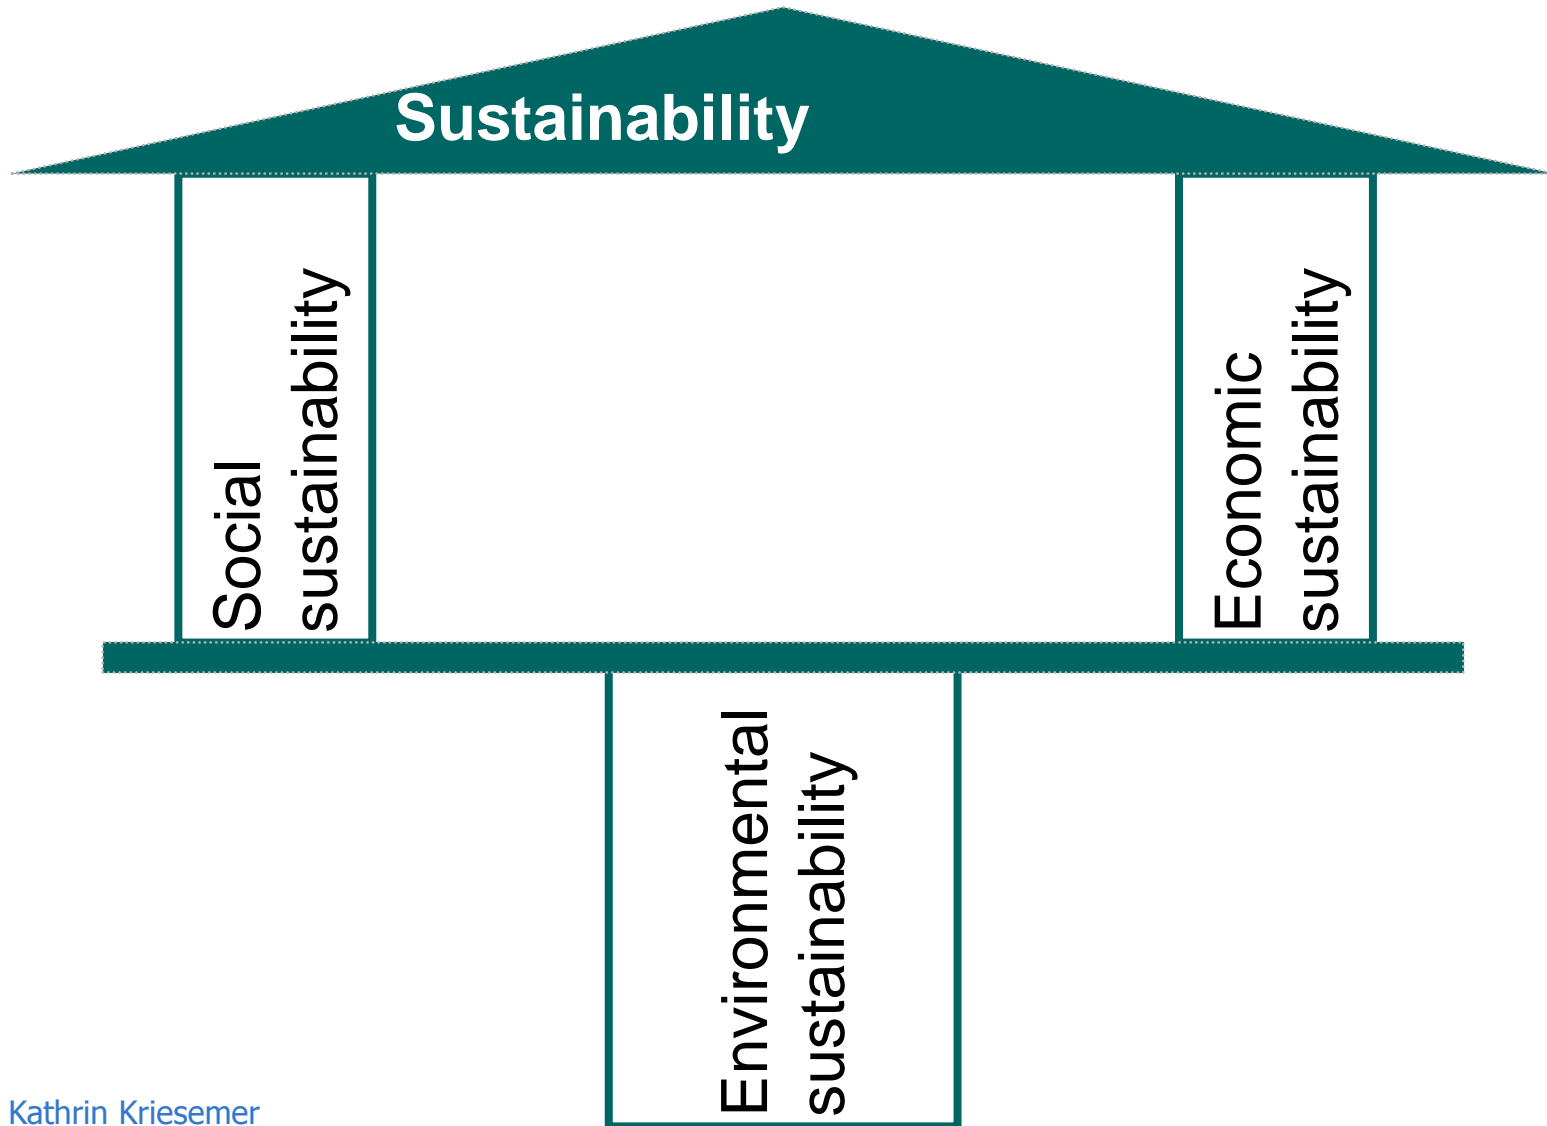 Sustainability
Social
sustainability
Economic
sustainability
Environmental
sustainability
Kathrin Kriesemer